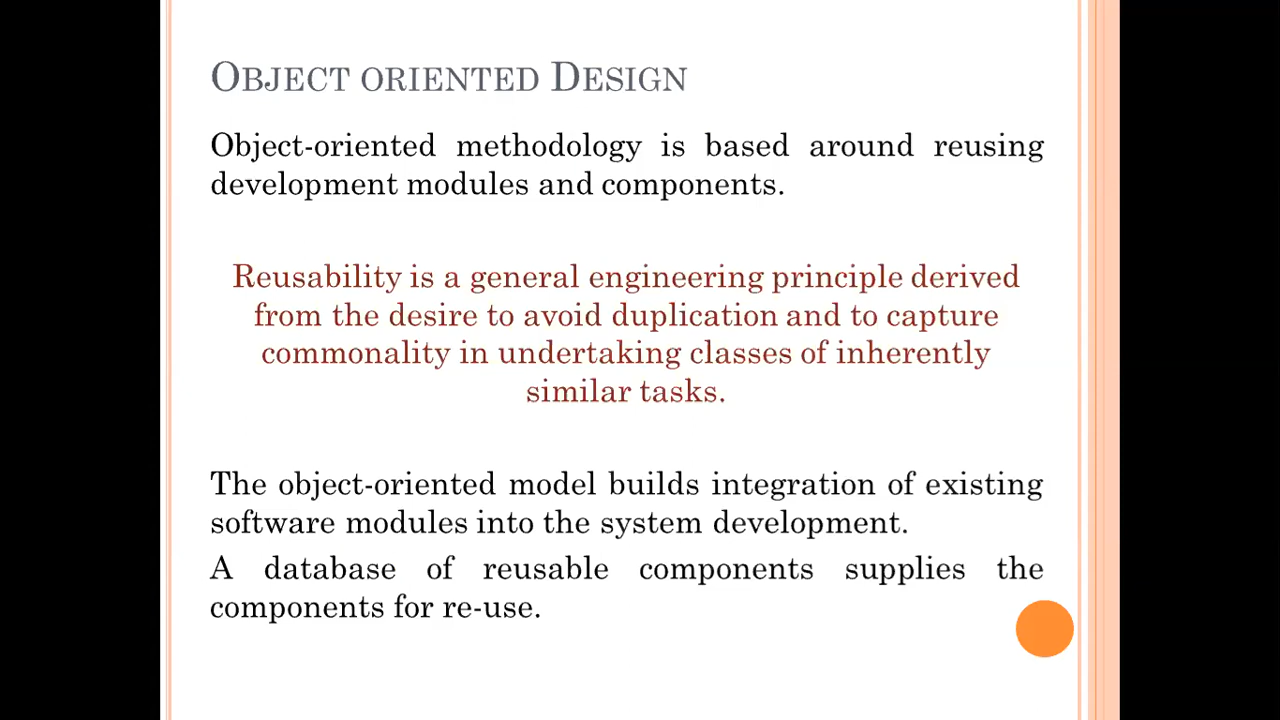 Object oriented Design
Object-oriented methodology is based around reusing
development modules and components.
Reusability is a general engineering principle derived
from the desire to avoid duplication and to capture
commonality in undertaking classes of inherently
similar tasks.
The object-oriented model builds integration of existing
software modules into the system development.
A database of reusable components supplies the
components for re-use.